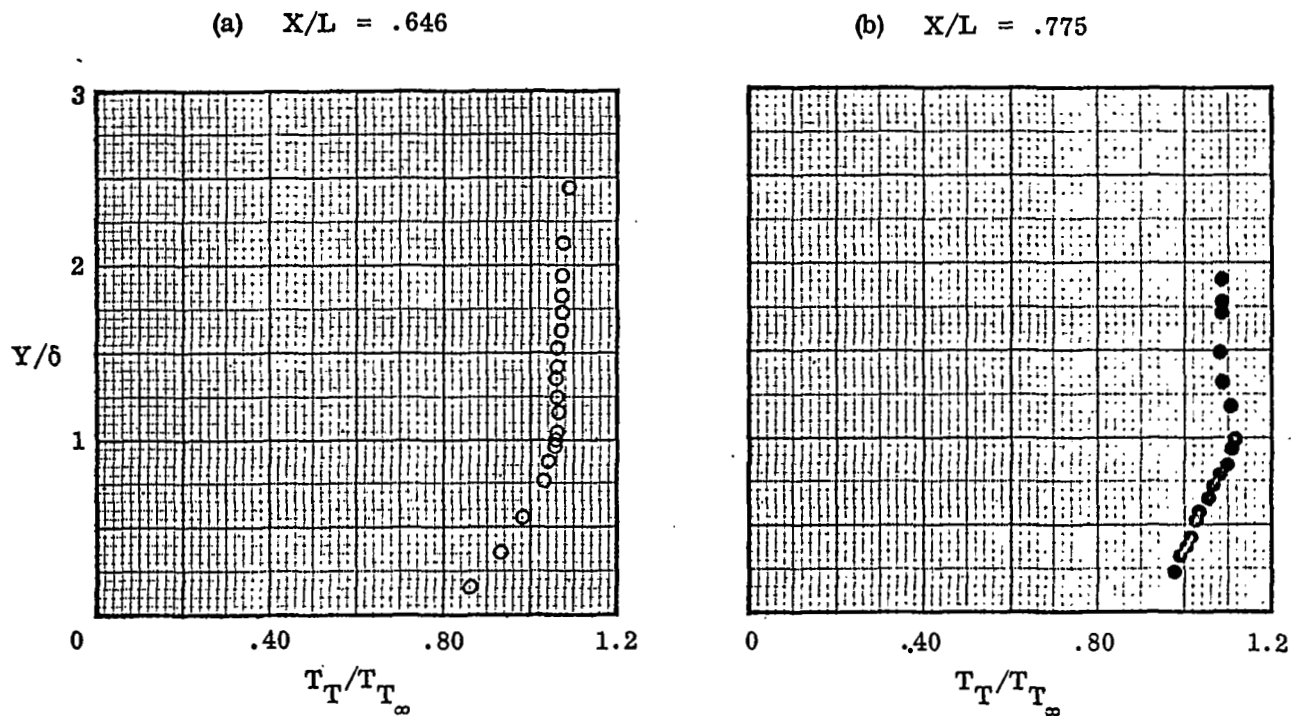 (a) X/L = .646
(b) X/L = .775
3
2
Y/δ
1
0 .40 .80 1.2
0 .40 .80 1.2
T_T/T_T∞
T_T/T_T∞